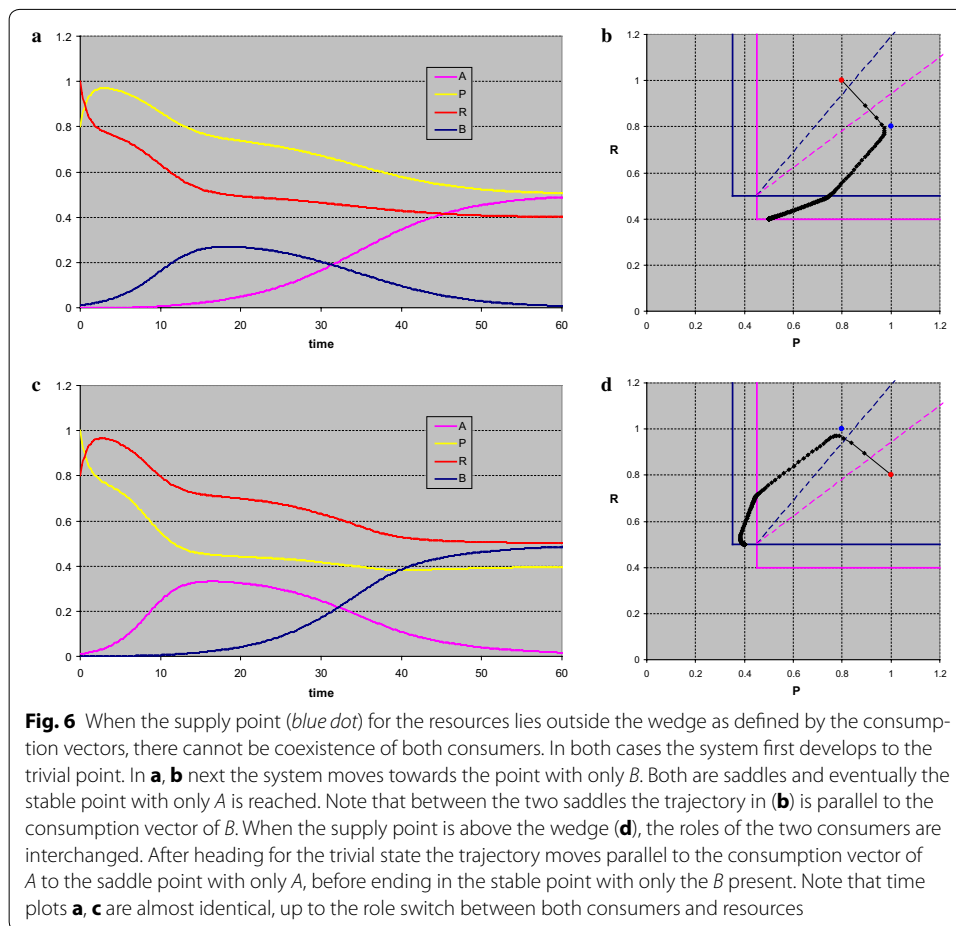 a
1.2
1
0.8
0.6
0.4
0.2
0
A
P
R
B
0 10 20 30 40 50 60
time
b
1.2
1
R
0.8
0.6
0.4
0.2
0
0 0.2 0.4 0.6 0.8 1 1.2
P
c
1.2
1
0.8
0.6
0.4
0.2
0
A
P
R
B
0 10 20 30 40 50 60
time
d
1.2
1
R
0.8
0.6
0.4
0.2
0
0 0.2 0.4 0.6 0.8 1 1.2
P
Fig. 6 When the supply point (blue dot) for the resources lies outside the wedge as defined by the consump-
tion vectors, there cannot be coexistence of both consumers. In both cases the system first develops to the
trivial point. In a, b next the system moves towards the point with only B. Both are saddles and eventually the
stable point with only A is reached. Note that between the two saddles the trajectory in (b) is parallel to the
consumption vector of B. When the supply point is above the wedge (d), the roles of the two consumers are
interchanged. After heading for the trivial state the trajectory moves parallel to the consumption vector of
A to the saddle point with only A, before ending in the stable point with only the B present. Note that time
plots a, c are almost identical, up to the role switch between both consumers and resources